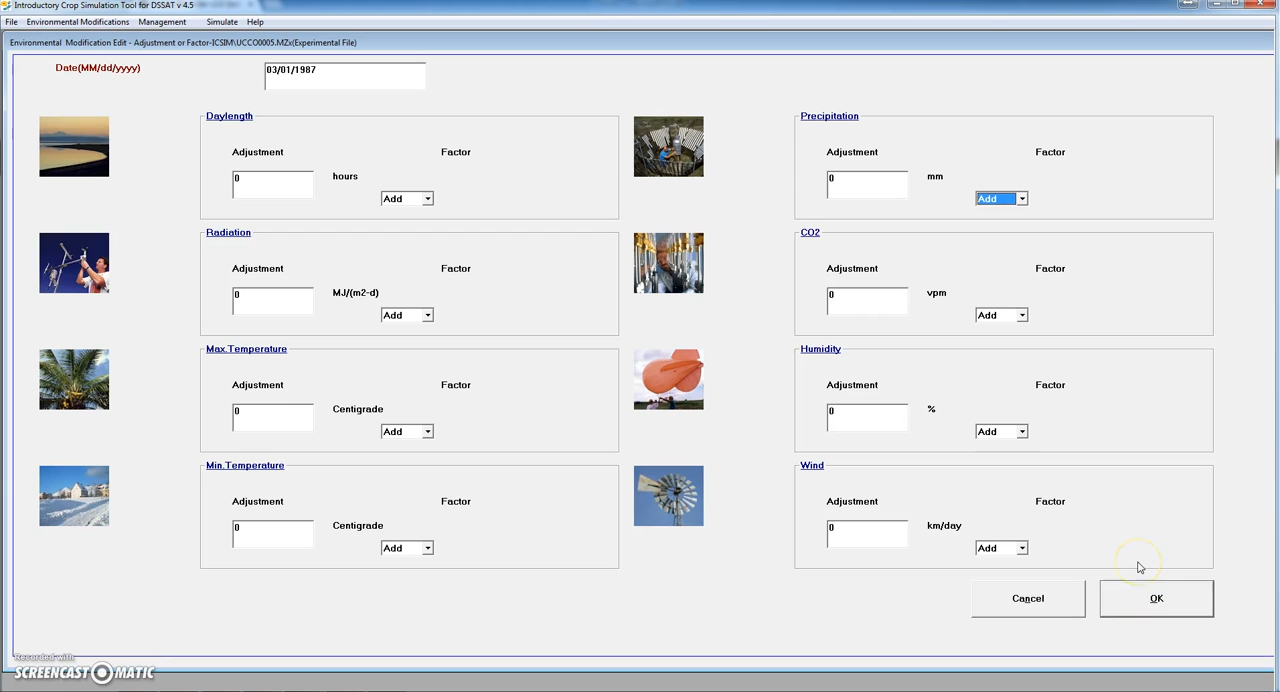 Introductory Crop Simulation Tool for DSSAT v 4.5
File Environmental Modifications Management Simulate Help
Environmental Modification Edit - Adjustment or Factor-ICSIM\UCCO0005.MZx(Experimental File)
Date(MM/dd/yyyy) 03/01/1987
Daylength
Adjustment Factor
0 hours
Add
Precipitation
Adjustment Factor
0 mm
Add
Radiation
Adjustment Factor
0 MJ/(m2-d)
Add
CO2
Adjustment Factor
0 vpm
Add
Max.Temperature
Adjustment Factor
0 Centigrade
Add
Humidity
Adjustment Factor
0 %
Add
Min.Temperature
Adjustment Factor
0 Centigrade
Add
Wind
Adjustment Factor
0 km/day
Add
Cancel OK
Recorded with
SCREENCAST-O-MATIC